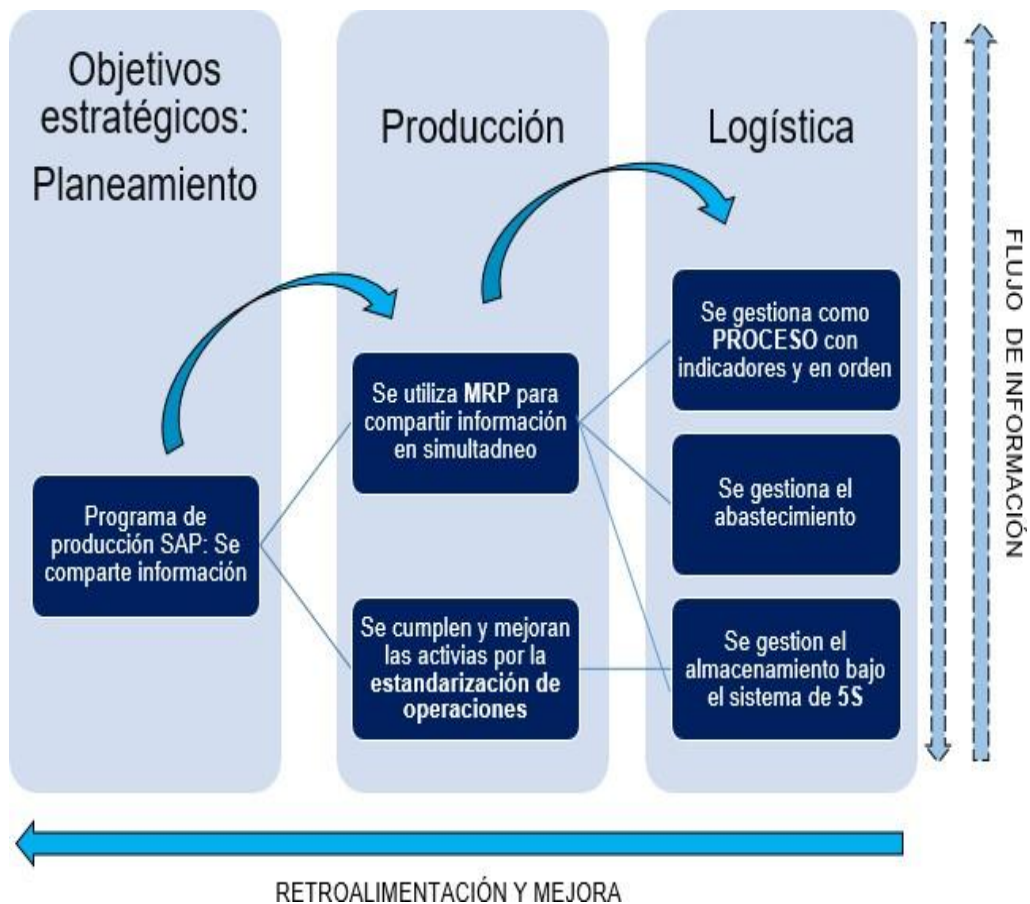 Objetivos
estratégicos:
Planeamiento
Programa de
producción SAP: Se
comparte información
Producción
Se utiliza MRP para
compartir información
en simultadneo
Se cumplen y mejoran
las activias por la
estandarización de
operaciones
Logística
Se gestiona como
PROCESO con
indicadores y en orden
Se gestiona el
abastecimiento
Se gestion el
almacenamiento bajo
el sistema de 5S
FLUJO DE INFORMACIÓN
RETROALIMENTACIÓN Y MEJORA